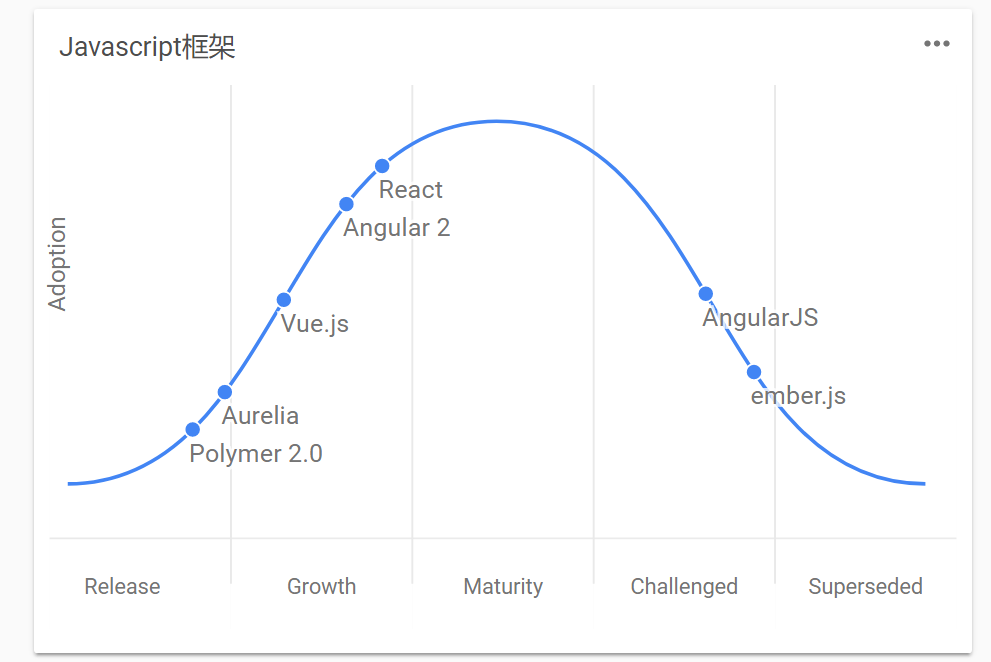 Javascript框架
React
Angular 2
Adoption
Vue.js
AngularJS
ember.js
Aurelia
Polymer 2.0
Release
Growth
Maturity
Challenged
Superseded